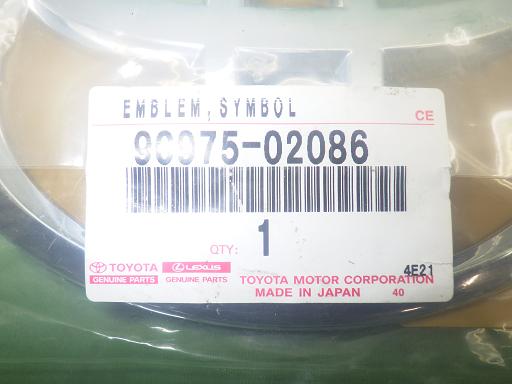 EMBLEM, SYMBOL
CE
90975-02086
QTY: 1
TOYOTA LEXUS
GENUINE PARTS GENUINE PARTS
4E21
TOYOTA MOTOR CORPORATION
MADE IN JAPAN 40